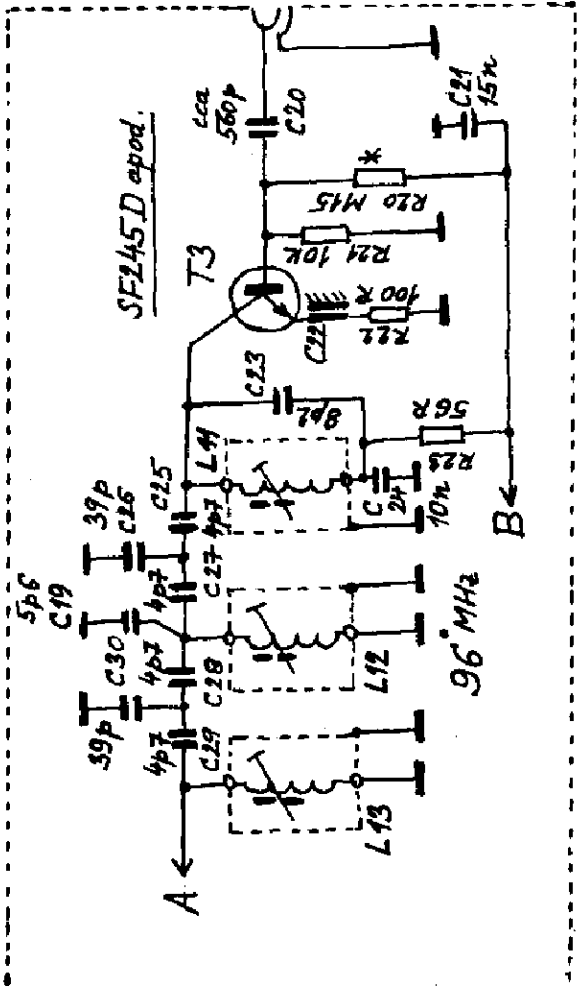 SF245D apod.
cca
560p
C20
C21
15n
T3
*
R20 M15
R21 10k
C22
R22
100R
C23
8p2
L11
R23
56R
C
24
10n
B
C25
4p7
39p
C26
C27
4p7
5p6
C19
C28
4p7
C30
39p
C29
4p7
L12
L13
96 MHz
A